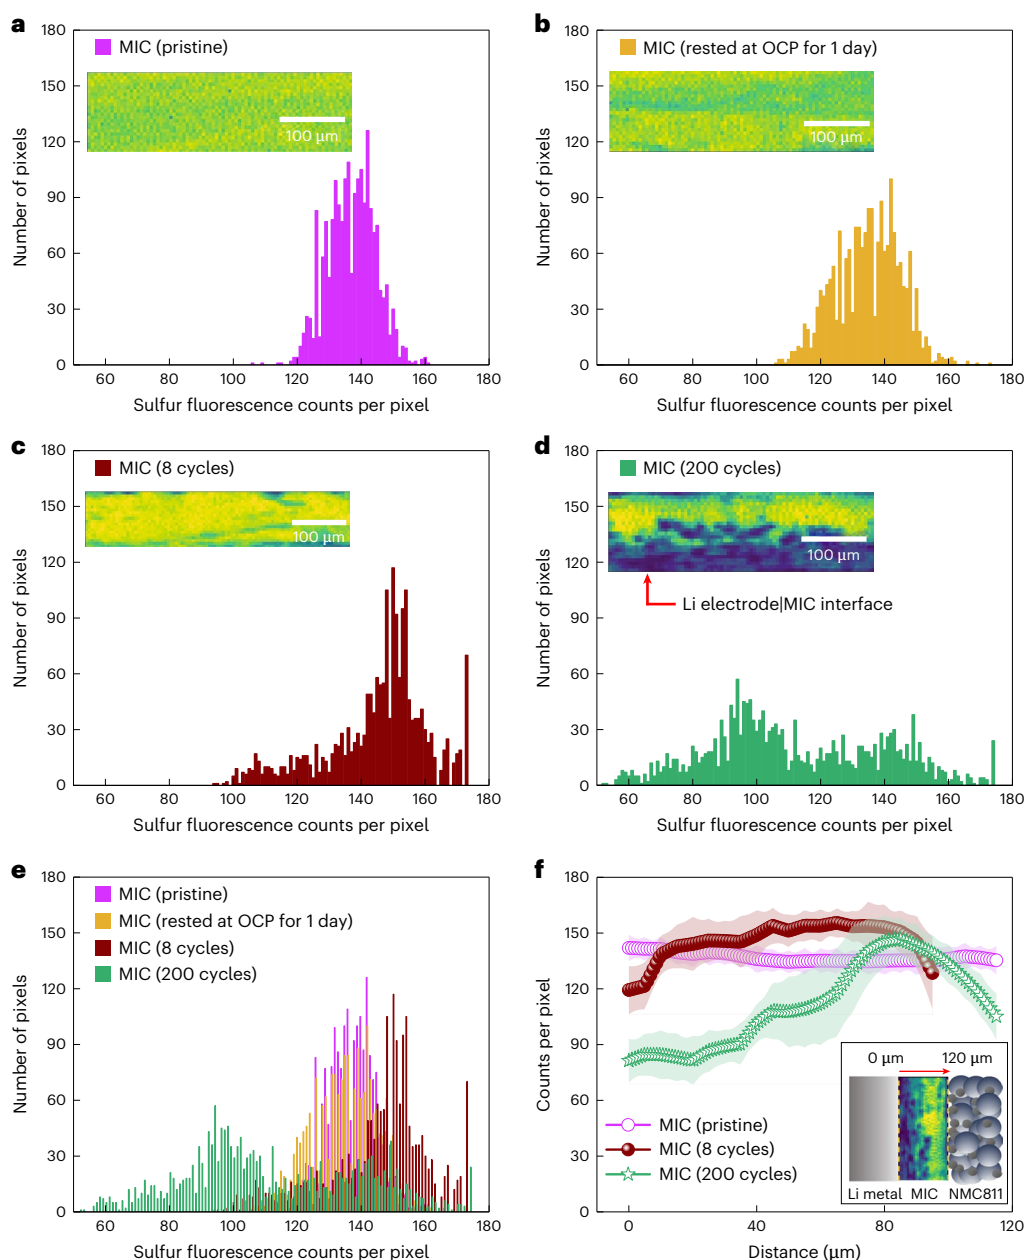 a
MIC (pristine)
100 µm
Number of pixels
180
150
120
90
60
30
0
60 80 100 120 140 160 180
Sulfur fluorescence counts per pixel
b
MIC (rested at OCP for 1 day)
100 µm
Number of pixels
180
150
120
90
60
30
0
60 80 100 120 140 160 180
Sulfur fluorescence counts per pixel
c
MIC (8 cycles)
100 µm
Number of pixels
180
150
120
90
60
30
0
60 80 100 120 140 160 180
Sulfur fluorescence counts per pixel
d
MIC (200 cycles)
100 µm
Li electrode|MIC interface
Number of pixels
180
150
120
90
60
30
0
60 80 100 120 140 160 180
Sulfur fluorescence counts per pixel
e
MIC (pristine)
MIC (rested at OCP for 1 day)
MIC (8 cycles)
MIC (200 cycles)
Number of pixels
180
150
120
90
60
30
0
60 80 100 120 140 160 180
Sulfur fluorescence counts per pixel
f
Counts per pixel
180
150
120
90
60
30
0
0 µm 120 µm
Li metal MIC NMC811
MIC (pristine)
MIC (8 cycles)
MIC (200 cycles)
0 40 80 120
Distance (µm)